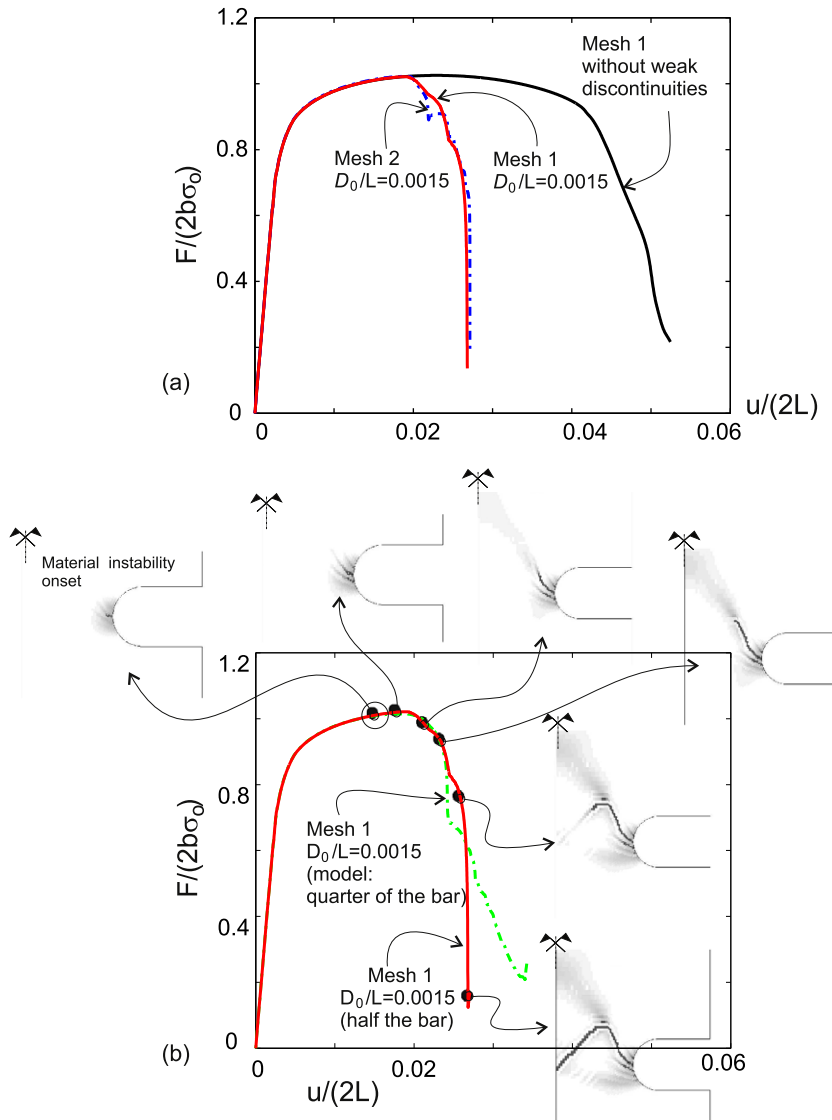 1.2
Mesh 1
without weak
discontinuities
0.8
Mesh 2
D₀/L=0.0015
Mesh 1
D₀/L=0.0015
F/(2bσ₀)
0.4
(a)
0
0
0.02
0.04
0.06
u/(2L)
Material instability
onset
1.2
0.8
Mesh 1
D₀/L=0.0015
(model:
quarter of the bar)
F/(2bσ₀)
0.4
Mesh 1
D₀/L=0.0015
(half the bar)
(b)
0
0
0.02
0.06
u/(2L)